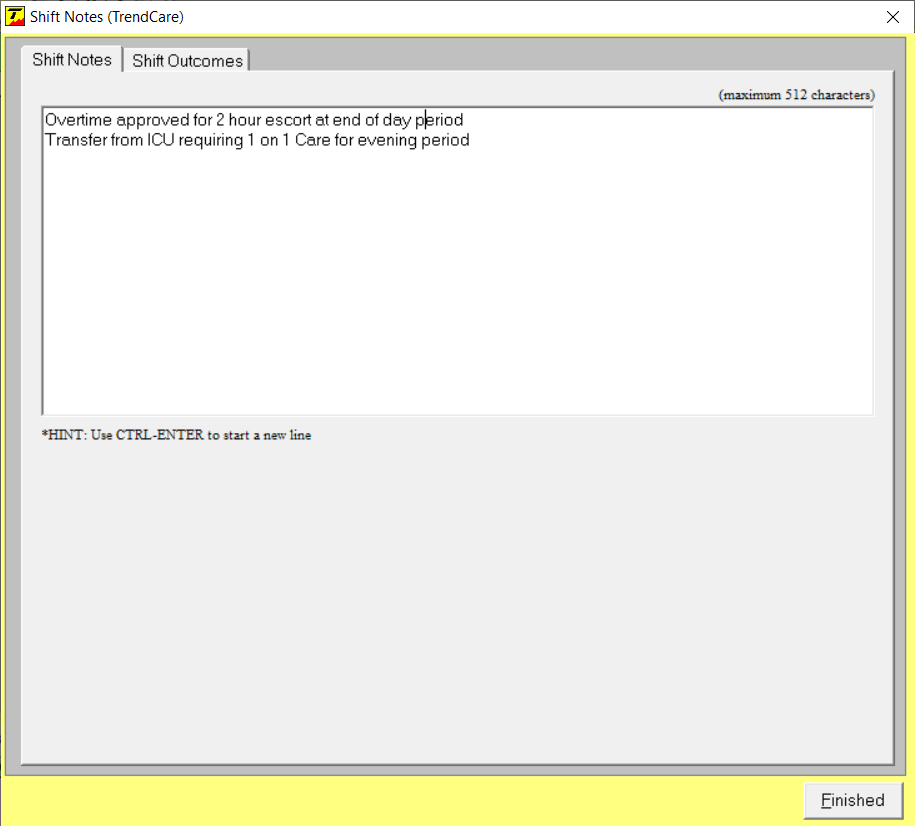 Shift Notes (TrendCare)
Shift Notes
Shift Outcomes
(maximum 512 characters)
Overtime approved for 2 hour escort at end of day period
Transfer from ICU requiring 1 on 1 Care for evening period
*HINT: Use CTRL-ENTER to start a new line
Finished